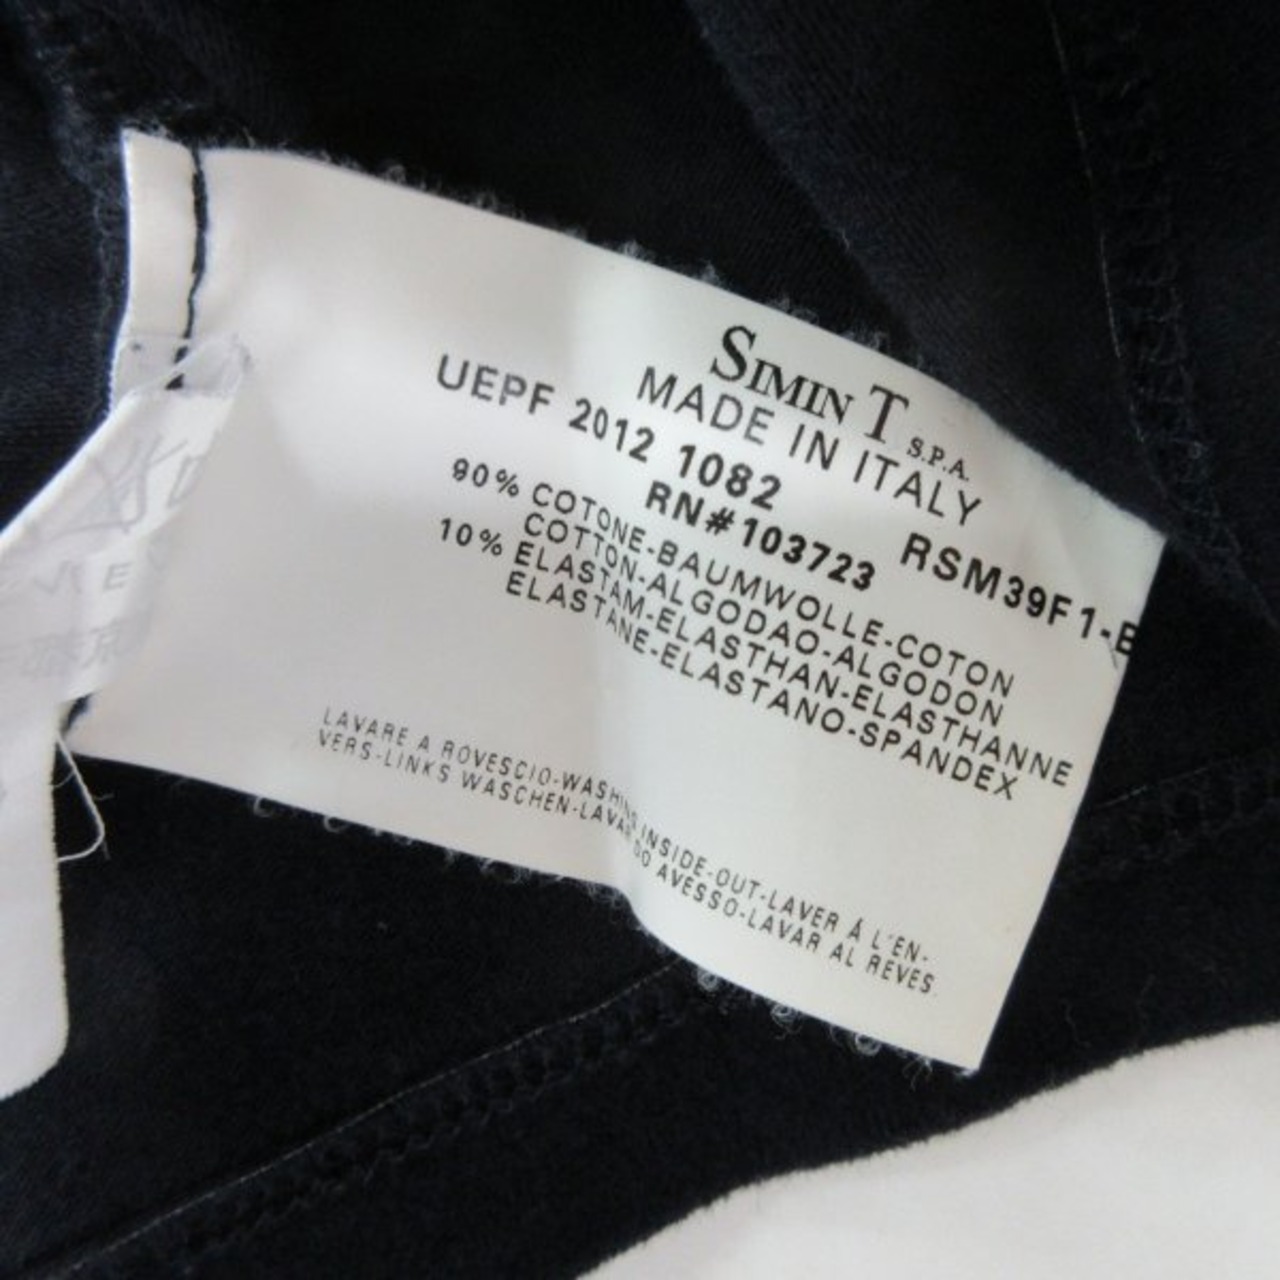 SIMIN T S.P.A.
MADE IN ITALY
UEPF 2012 1082 RSM39F1-
RN#103723
90% COTONE-BAUMWOLLE-COTON
COTTON-ALGODAO-ALGODON
10% ELASTAM-ELASTHAN-ELASTHANNE
ELASTANE-ELASTANO-SPANDEX
LAVARE A ROVESCIO-WASHING INSIDE-OUT-LAVER Á L'EN-
VERS-LINKS WASCHEN-LAVAR DO AVESSO-LAVAR AL REVES